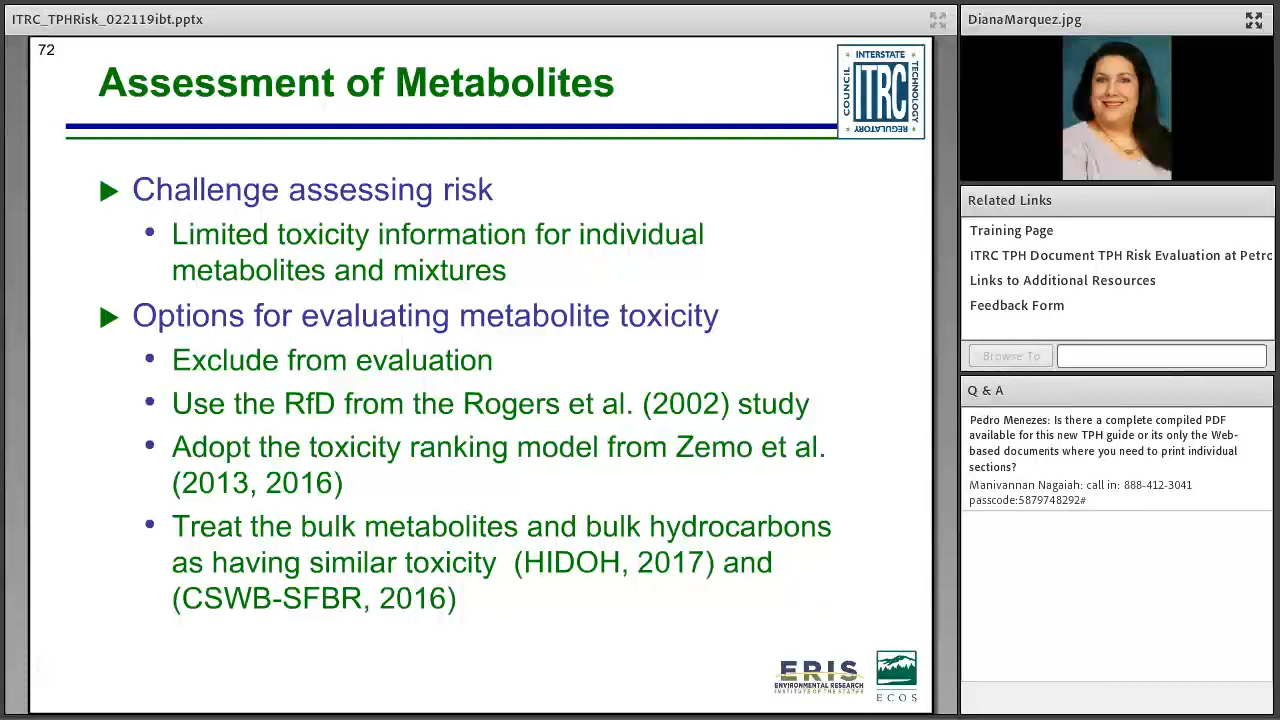 ITRC_TPHRisk_022119ibt.pptx
72
Assessment of Metabolites
INTERSTATE
COUNCIL
ITRC
TECHNOLOGY
REGULATORY
Challenge assessing risk
• Limited toxicity information for individual
metabolites and mixtures
Options for evaluating metabolite toxicity
• Exclude from evaluation
• Use the RfD from the Rogers et al. (2002) study
• Adopt the toxicity ranking model from Zemo et al.
(2013, 2016)
• Treat the bulk metabolites and bulk hydrocarbons
as having similar toxicity (HIDOH, 2017) and
(CSWB-SFBR, 2016)
ERIS
ENVIRONMENTAL RESEARCH
INSTITUTE OF THE STATES
ECOS
DianaMarquez.jpg
Related Links
Training Page
ITRC TPH Document TPH Risk Evaluation at Petrc
Links to Additional Resources
Feedback Form
Browse To
Q & A
Pedro Menezes: Is there a complete compiled PDF
available for this new TPH guide or its only the Web-
based documents where you need to print individual
sections?
Manivannan Nagaiah: call in: 888-412-3041
passcode:5879748292#